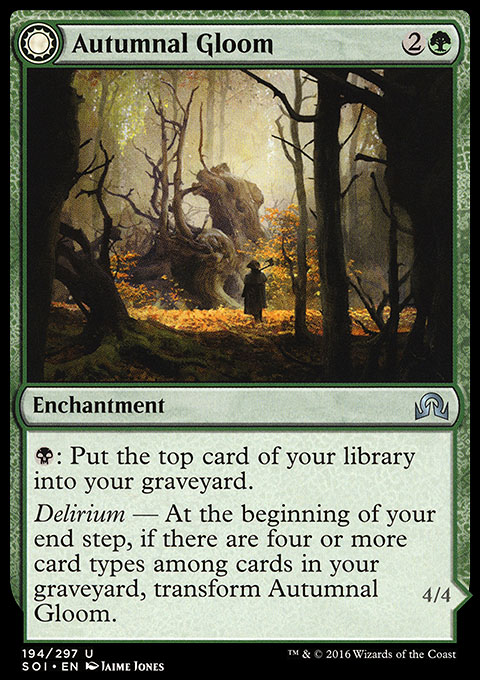 Autumnal Gloom 2
Enchantment
: Put the top card of your library
into your graveyard.
Delirium — At the beginning of your
end step, if there are four or more
card types among cards in your
graveyard, transform Autumnal
Gloom.
4/4
194/297 U
SOI • EN Jaime Jones
™ & © 2016 Wizards of the Coast